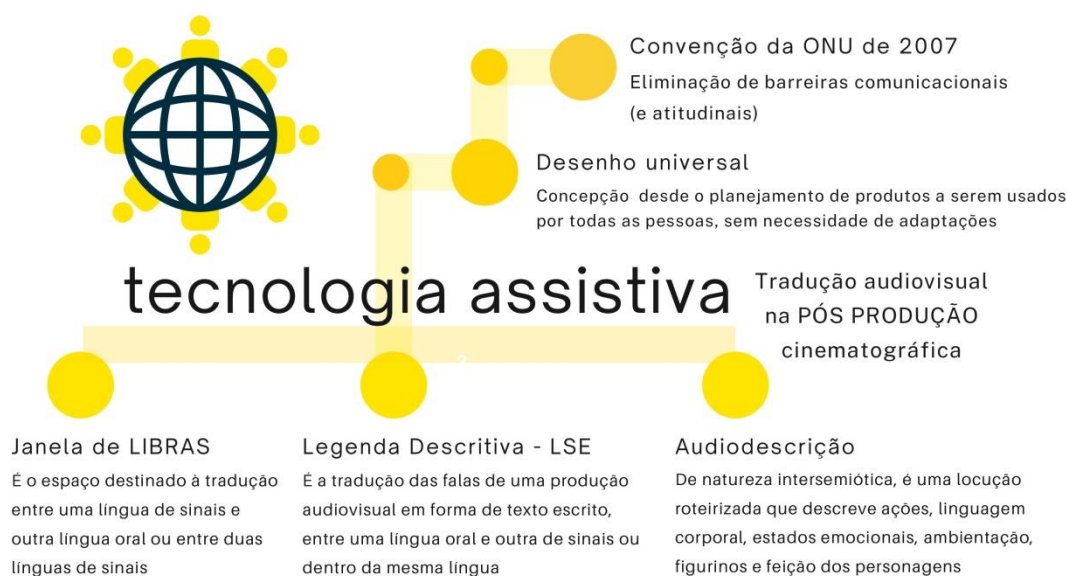 Convenção da ONU de 2007
Eliminação de barreiras comunicacionais
(e atitudinais)
Desenho universal
Concepção desde o planejamento de produtos a serem usados
por todas as pessoas, sem necessidade de adaptações
tecnologia assistiva
Tradução audiovisual
na PÓS PRODUÇÃO
cinematográfica
3
Janela de LIBRAS
É o espaço destinado à tradução
entre uma língua de sinais e
outra língua oral ou entre duas
línguas de sinais
Legenda Descritiva - LSE
É a tradução das falas de uma produção
audiovisual em forma de texto escrito,
entre uma língua oral e outra de sinais ou
dentro da mesma língua
Audiodescrição
De natureza intersemiótica, é uma locução
roteirizada que descreve ações, linguagem
corporal, estados emocionais, ambientação,
figurinos e feição dos personagens